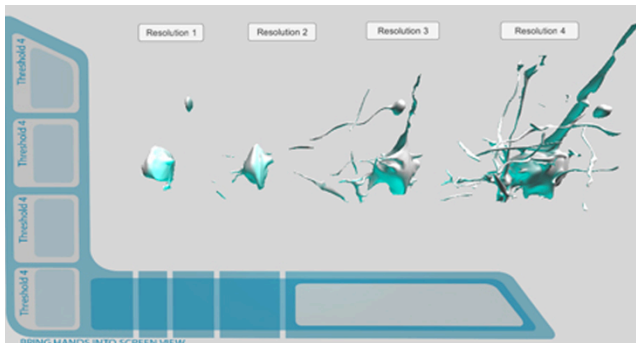 Resolution 1
Resolution 2
Resolution 3
Resolution 4
Threshold 4
Threshold 4
Threshold 4
Threshold 4
BRING HANDS INTO SCREEN VIEW